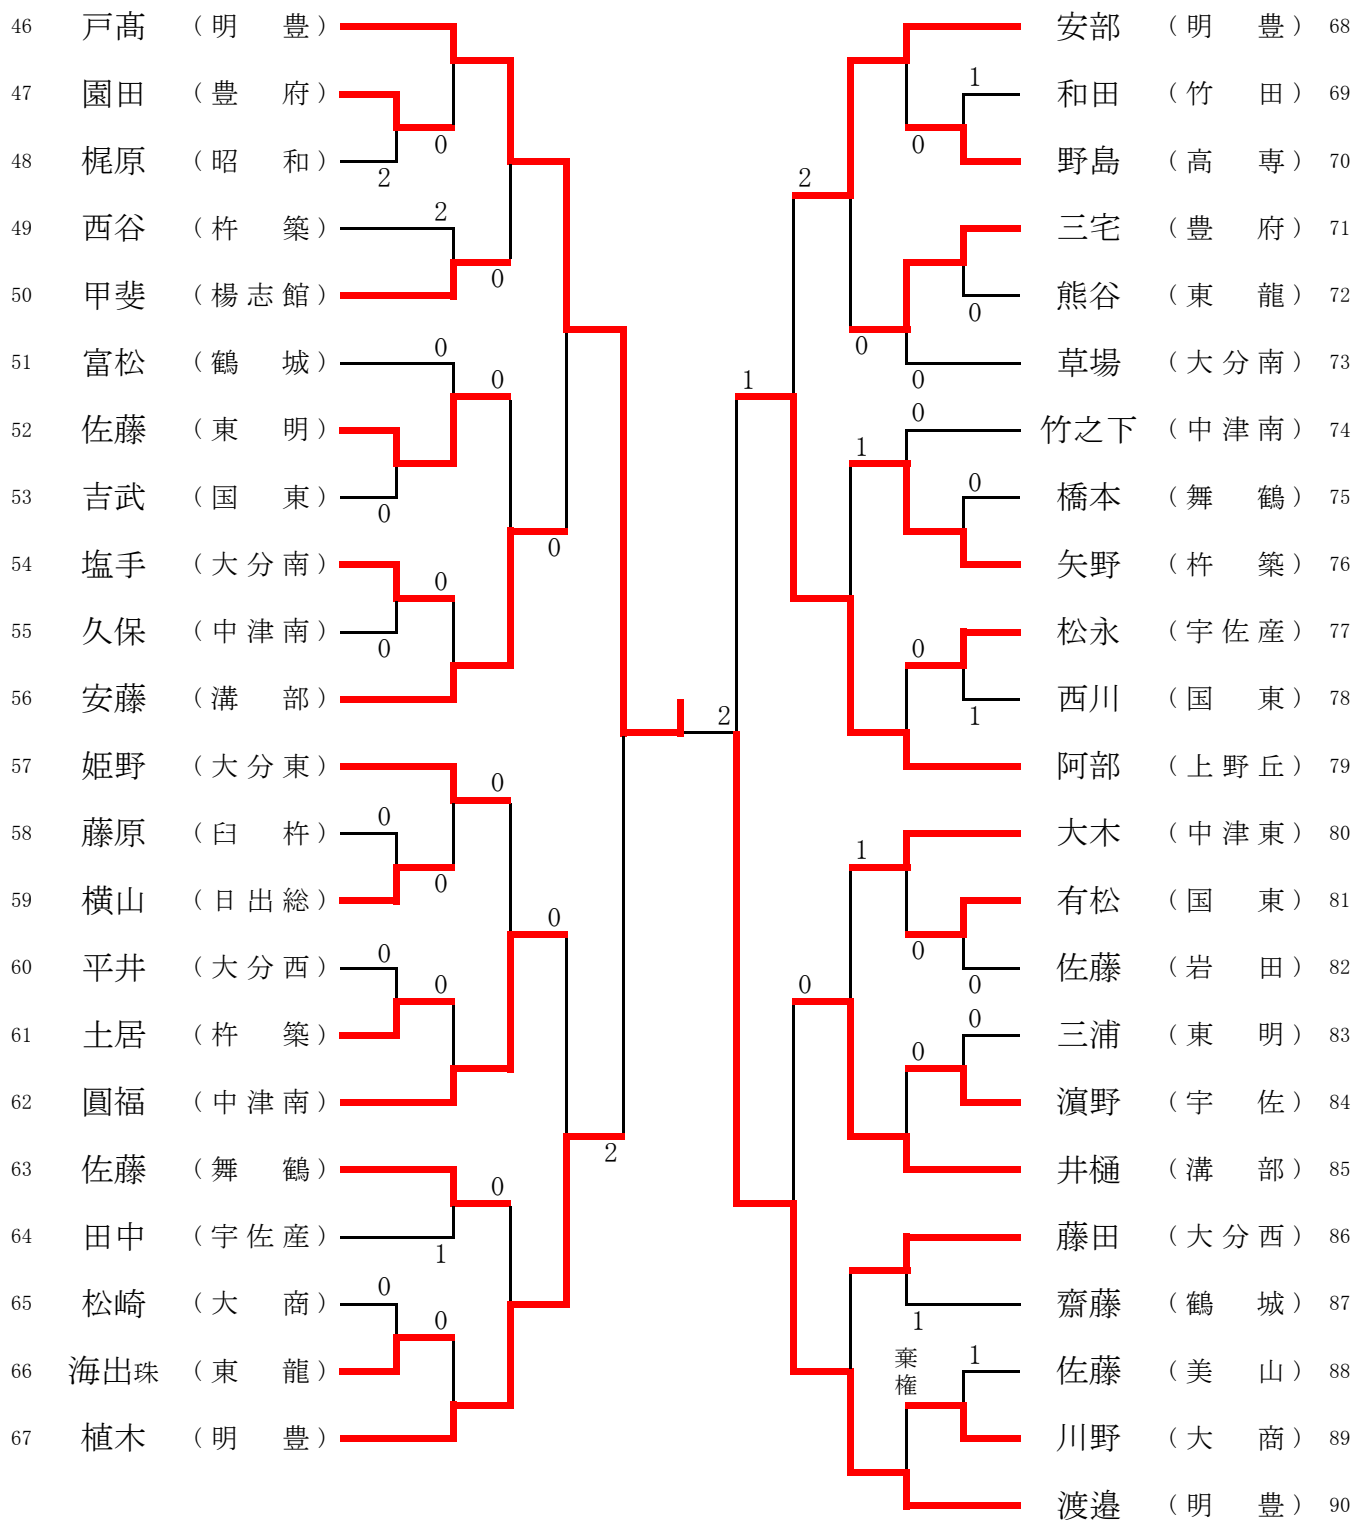 46 戸髙 （明　豊）
47 園田 （豊　府）
0
48 梶原 （昭　和）
2
49 西谷 （杵　築） 2
0
50 甲斐 （楊志館）
51 富松 （鶴　城） 0
0
52 佐藤 （東　明）
53 吉武 （国　東）
0
0
54 塩手 （大分南） 0
55 久保 （中津南）
0
56 安藤 （溝　部）
57 姫野 （大分東） 0
58 藤原 （臼　杵） 0
0
59 横山 （日出総）
0
60 平井 （大分西） 0
0
61 土居 （杵　築）
62 圓福 （中津南）
2
63 佐藤 （舞　鶴） 0
64 田中 （宇佐産）
1
65 松崎 （大　商） 0
0
66 海出珠 （東　龍）
67 植木 （明　豊）
2
1
安部 （明　豊） 68
1
和田 （竹　田） 69
0
野島 （高　専） 70
2
三宅 （豊　府） 71
熊谷 （東　龍） 72
0
0
草場 （大分南） 73
0
0
竹之下 （中津南） 74
1
0
橋本 （舞　鶴） 75
矢野 （杵　築） 76
松永 （宇佐産） 77
0
西川 （国　東） 78
1
阿部 （上野丘） 79
大木 （中津東） 80
1
有松 （国　東） 81
0
佐藤 （岩　田） 82
0
0
0
三浦 （東　明） 83
0
濵野 （宇　佐） 84
井樋 （溝　部） 85
藤田 （大分西） 86
齋藤 （鶴　城） 87
1
棄権
1
佐藤 （美　山） 88
川野 （大　商） 89
渡邉 （明　豊） 90